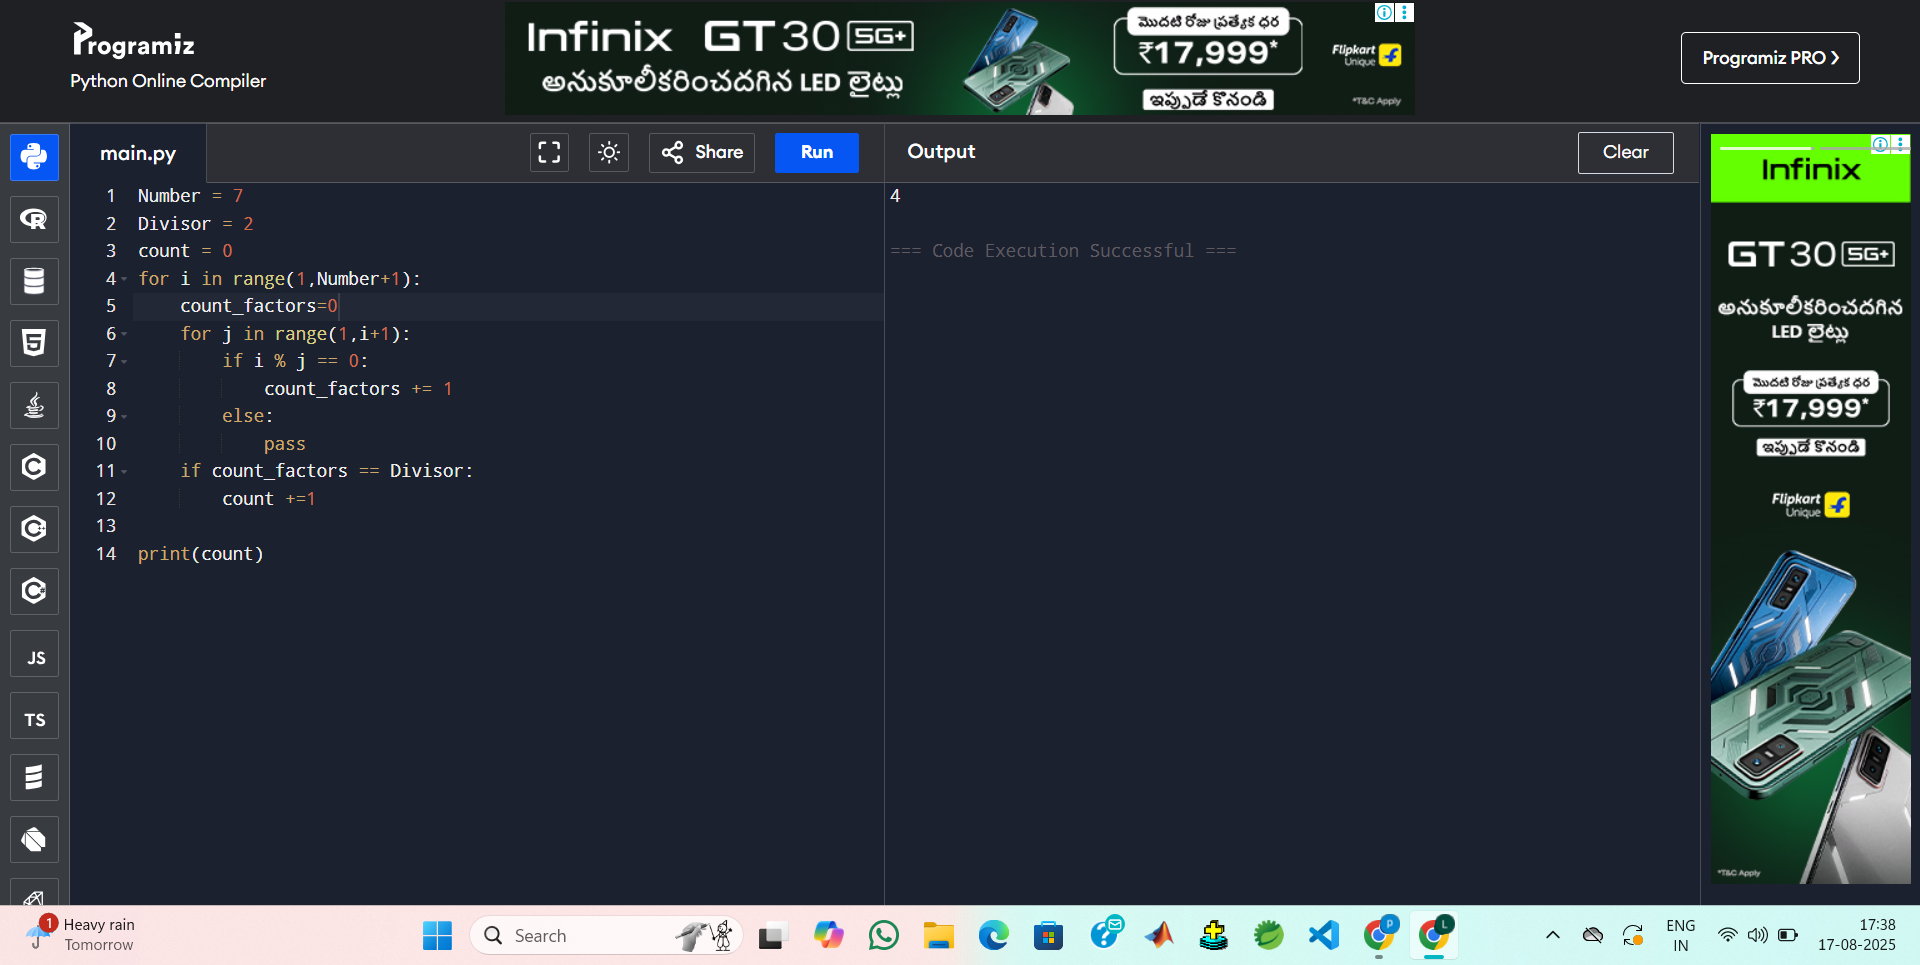 Programiz
Python Online Compiler
Infinix GT 30 5G+
అనుకూలీకరించదగిన LED లైట్లు
మొదటి రోజు ప్రత్యేక ధర
₹17,999*
ఇప్పుడే కొనండి
Flipkart
Unique
*T&C Apply
Programiz PRO ❯
main.py
Share
Run
Output
Clear
1 Number = 7
2 Divisor = 2
3 count = 0
4 for i in range(1,Number+1):
5     count_factors=0
6     for j in range(1,i+1):
7         if i % j == 0:
8             count_factors += 1
9         else:
10             pass
11     if count_factors == Divisor:
12         count +=1
13
14 print(count)
4
=== Code Execution Successful ===
R
5
C
C
C
JS
TS
Infinix
GT 30 5G+
అనుకూలీకరించదగిన
LED లైట్లు
మొదటి రోజు ప్రత్యేక ధర
₹17,999*
ఇప్పుడే కొనండి
Flipkart
Unique
*T&C Apply
1
Heavy rain
Tomorrow
Search
P
L
ENG
IN
17:38
17-08-2025